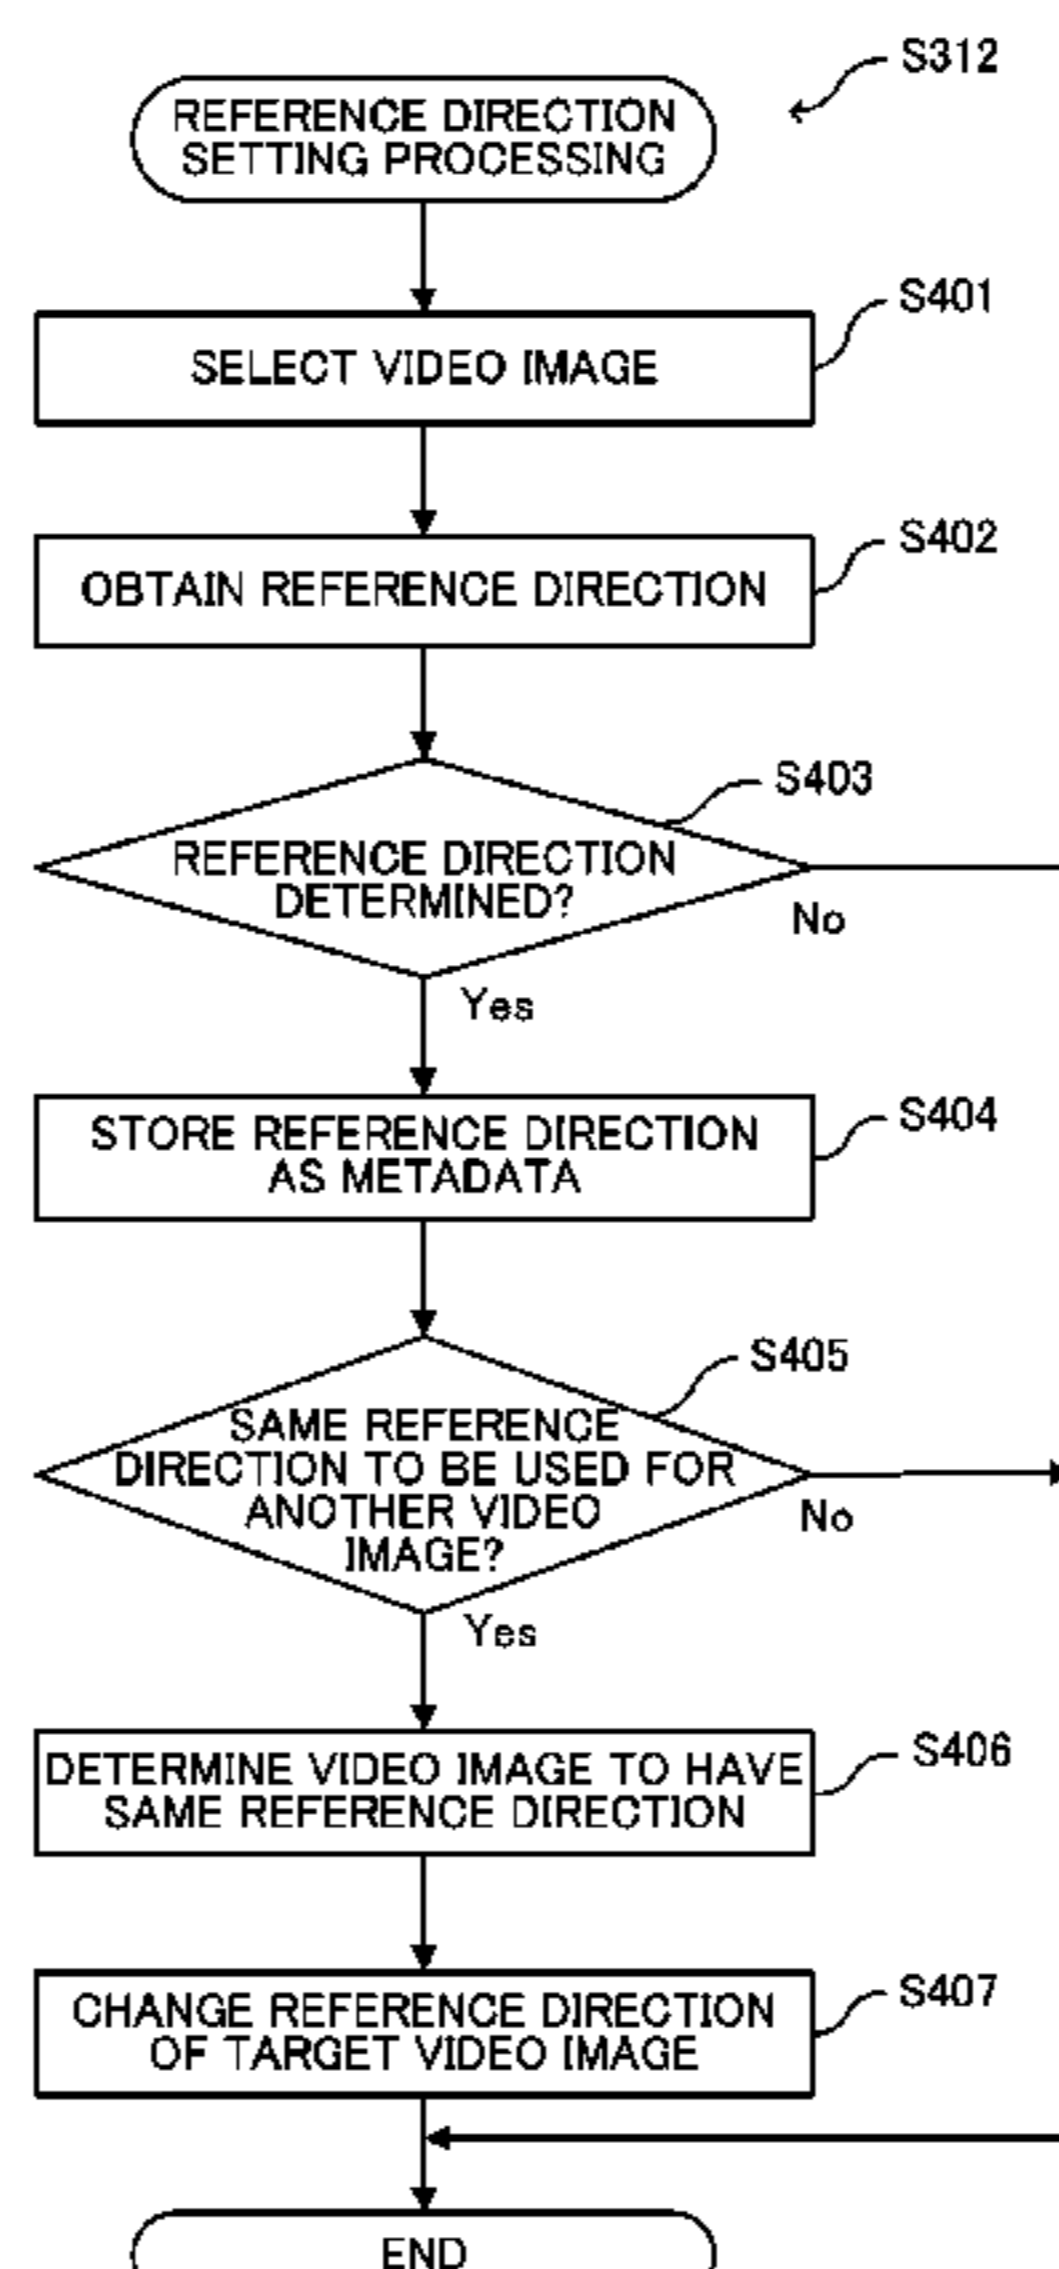 S312
REFERENCE DIRECTION
SETTING PROCESSING
S401
SELECT VIDEO IMAGE
S402
OBTAIN REFERENCE DIRECTION
S403
REFERENCE DIRECTION
DETERMINED?
No
Yes
S404
STORE REFERENCE DIRECTION
AS METADATA
S405
SAME REFERENCE
DIRECTION TO BE USED FOR
ANOTHER VIDEO
IMAGE?
No
Yes
S406
DETERMINE VIDEO IMAGE TO HAVE
SAME REFERENCE DIRECTION
S407
CHANGE REFERENCE DIRECTION
OF TARGET VIDEO IMAGE
END